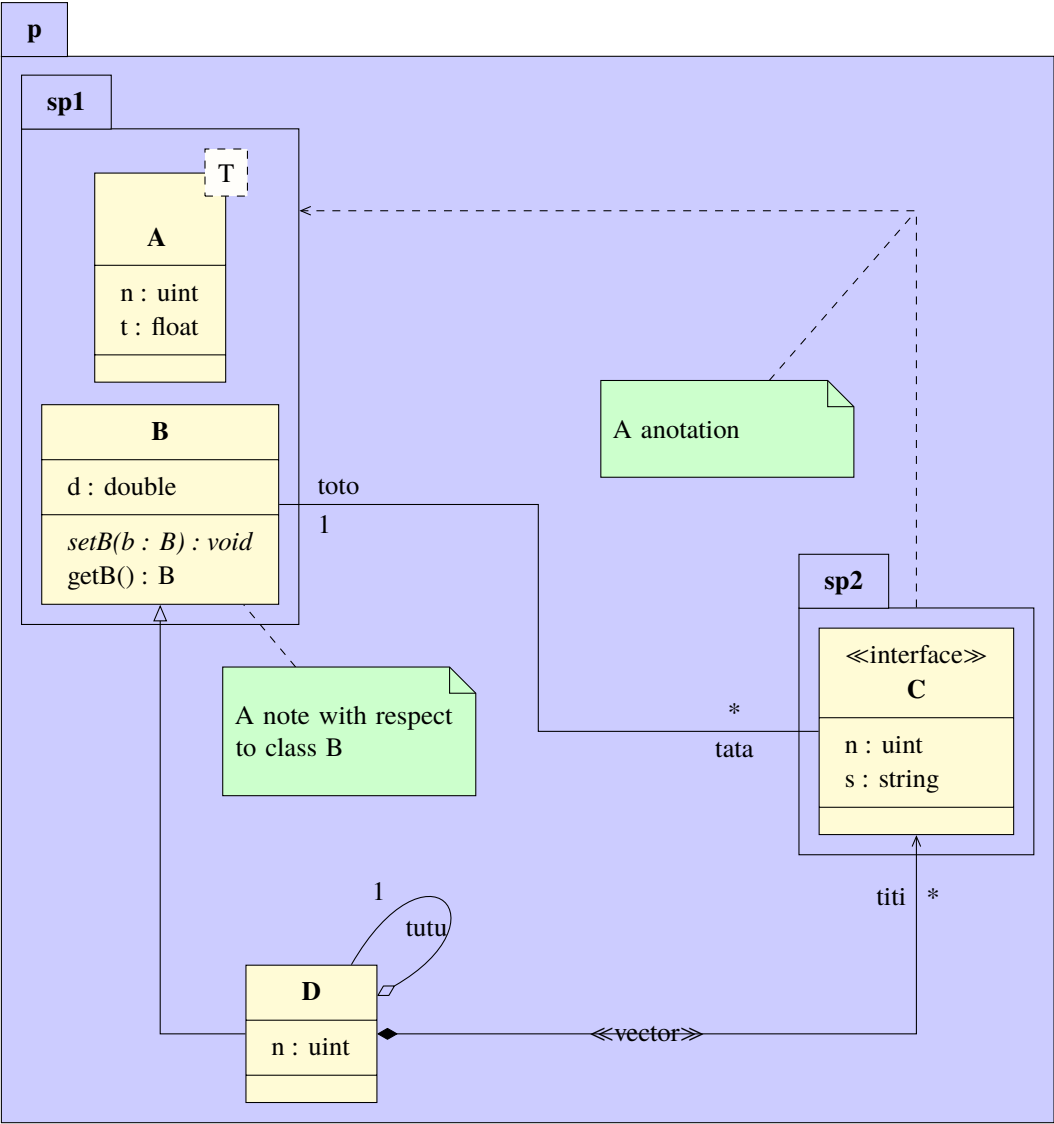 p
sp1
T
A
n : uint
t : float
B
d : double
setB(b : B) : void
getB() : B
toto
1
A anotation
sp2
≪interface≫
C
n : uint
s : string
*
tata
A note with respect
to class B
titi
*
1
tutu
D
n : uint
≪vector≫